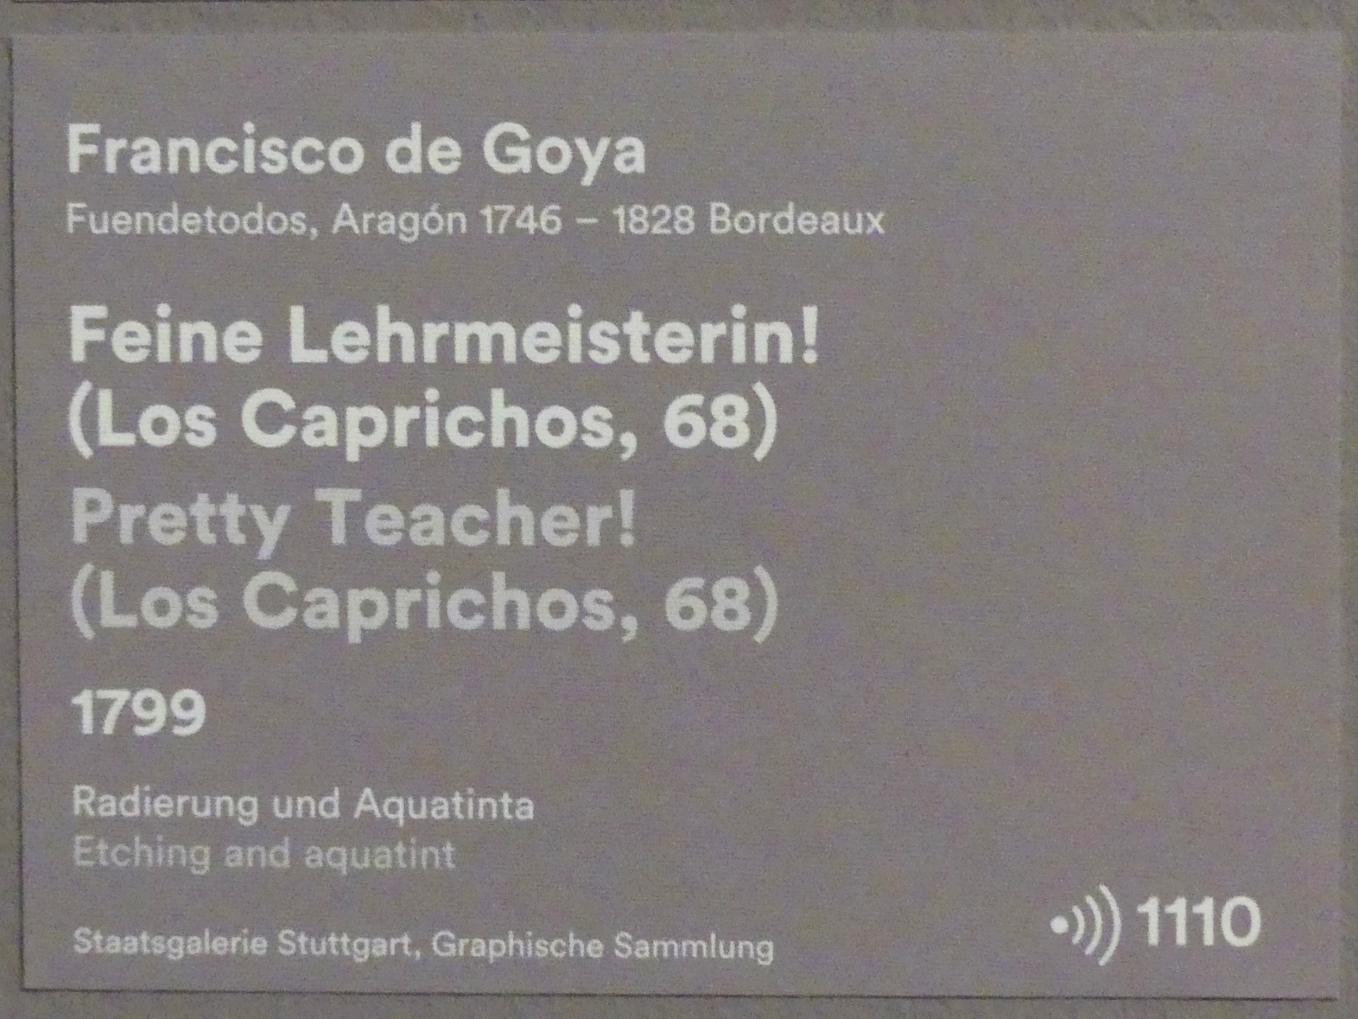 Francisco de Goya
Fuendetodos, Aragón 1746 – 1828 Bordeaux
Feine Lehrmeisterin!
(Los Caprichos, 68)
Pretty Teacher!
(Los Caprichos, 68)
1799
Radierung und Aquatinta
Etching and aquatint
Staatsgalerie Stuttgart, Graphische Sammlung
1110